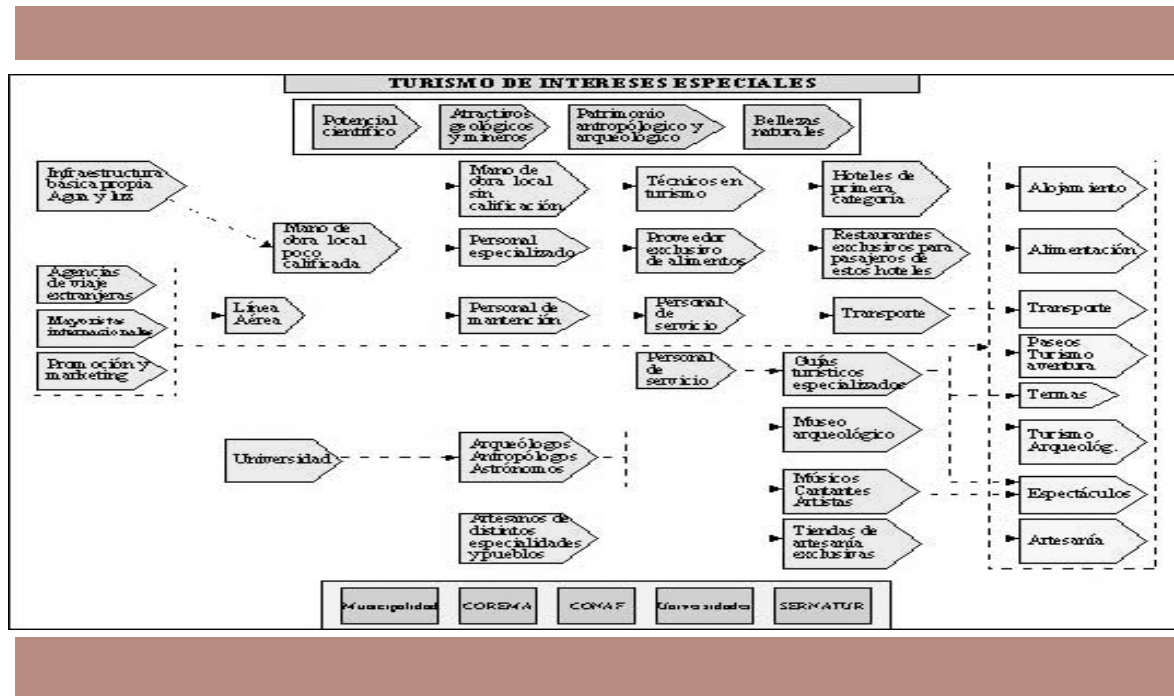 TURISMO DE INTERESES ESPECIALES
Potencial
científico
Atractivos
geológicos
y mineros
Patrimonio
antropológico y
arqueológico
Bellezas
naturales
Infraestructura
básica propia
Agua y luz
Mano de
obra local
poco
calificada
Mano de
obra local
sin
calificación
Técnicos en
turismo
Hoteles de
primera
categoría
Alojamiento
Personal
especializado
Proveedor
exclusivo
de alimentos
Restaurantes
exclusivos para
pasajeros de
estos hoteles
Alimentación
Agencias
de viaje
extranjeras
Mayoristas
internacionales
Promoción y
marketing
Línea
Aérea
Personal de
mantención
Personal
de
servicio
Transporte
Transporte
Personal
de
servicio
Guías
turísticos
especializados
Paseos
Turismo
aventura
Termas
Universidad
Arqueólogos
Antropólogos
Astrónomos
Museo
arqueológico
Turismo
Arqueológ.
Músicos
Cantantes
Artistas
Espectáculos
Artesanos de
distintos
especialidades
y pueblos
Tiendas de
artesanía
exclusivas
Artesanía
Municipalidad
COREMA
CONAF
Universidades
SERNATUR